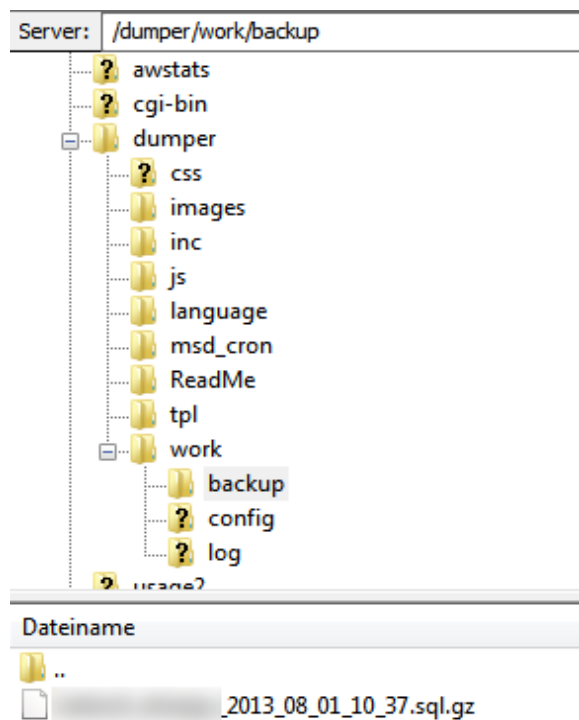 Server: /dumper/work/backup
awstats
cgi-bin
dumper
css
images
inc
js
language
msd_cron
ReadMe
tpl
work
backup
config
log
usage?
Dateiname
..
_2013_08_01_10_37.sql.gz